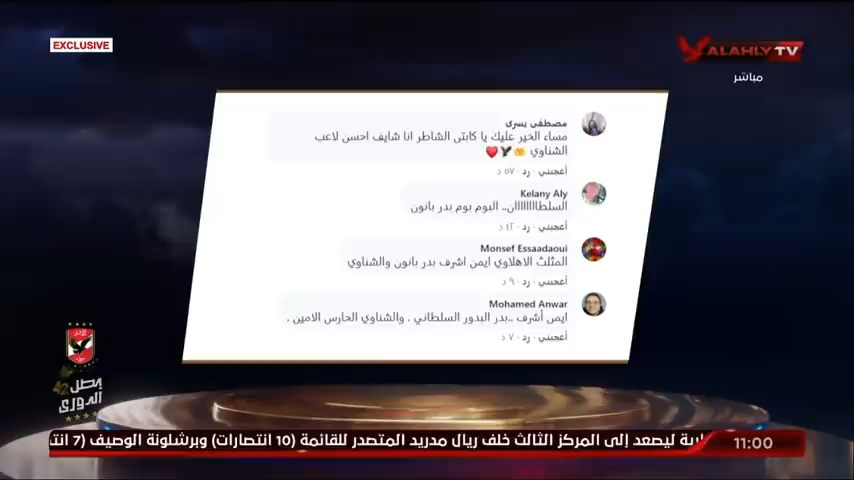 EXCLUSIVE
ALAHLY TV
مباشر
مصطفى يسرى
مساء الخير عليك يا كابتن الشاطر انا شايف احسن لاعب
الشناوي 🤲🦅♥️
أعجبني · رد · ٥٧ د
Kelany Aly
السلطاااااااان.. اليوم يوم بدر بانون
أعجبني · رد · ٤٢ د
Monsef Essaadaoui
المثلث الاهلاوي ايمن اشرف بدر بانون والشناوي
أعجبني · رد · ٩ د
Mohamed Anwar
ايمن أشرف ..بدر البدور السلطاني . والشناوي الحارس الامين .
أعجبني · رد · ٧ د
بطل
الدورى
42
ليصعد إلى المركز الثالث خلف ريال مدريد المتصدر للقائمة (10 انتصارات) وبرشلونة الوصيف (7
11:00